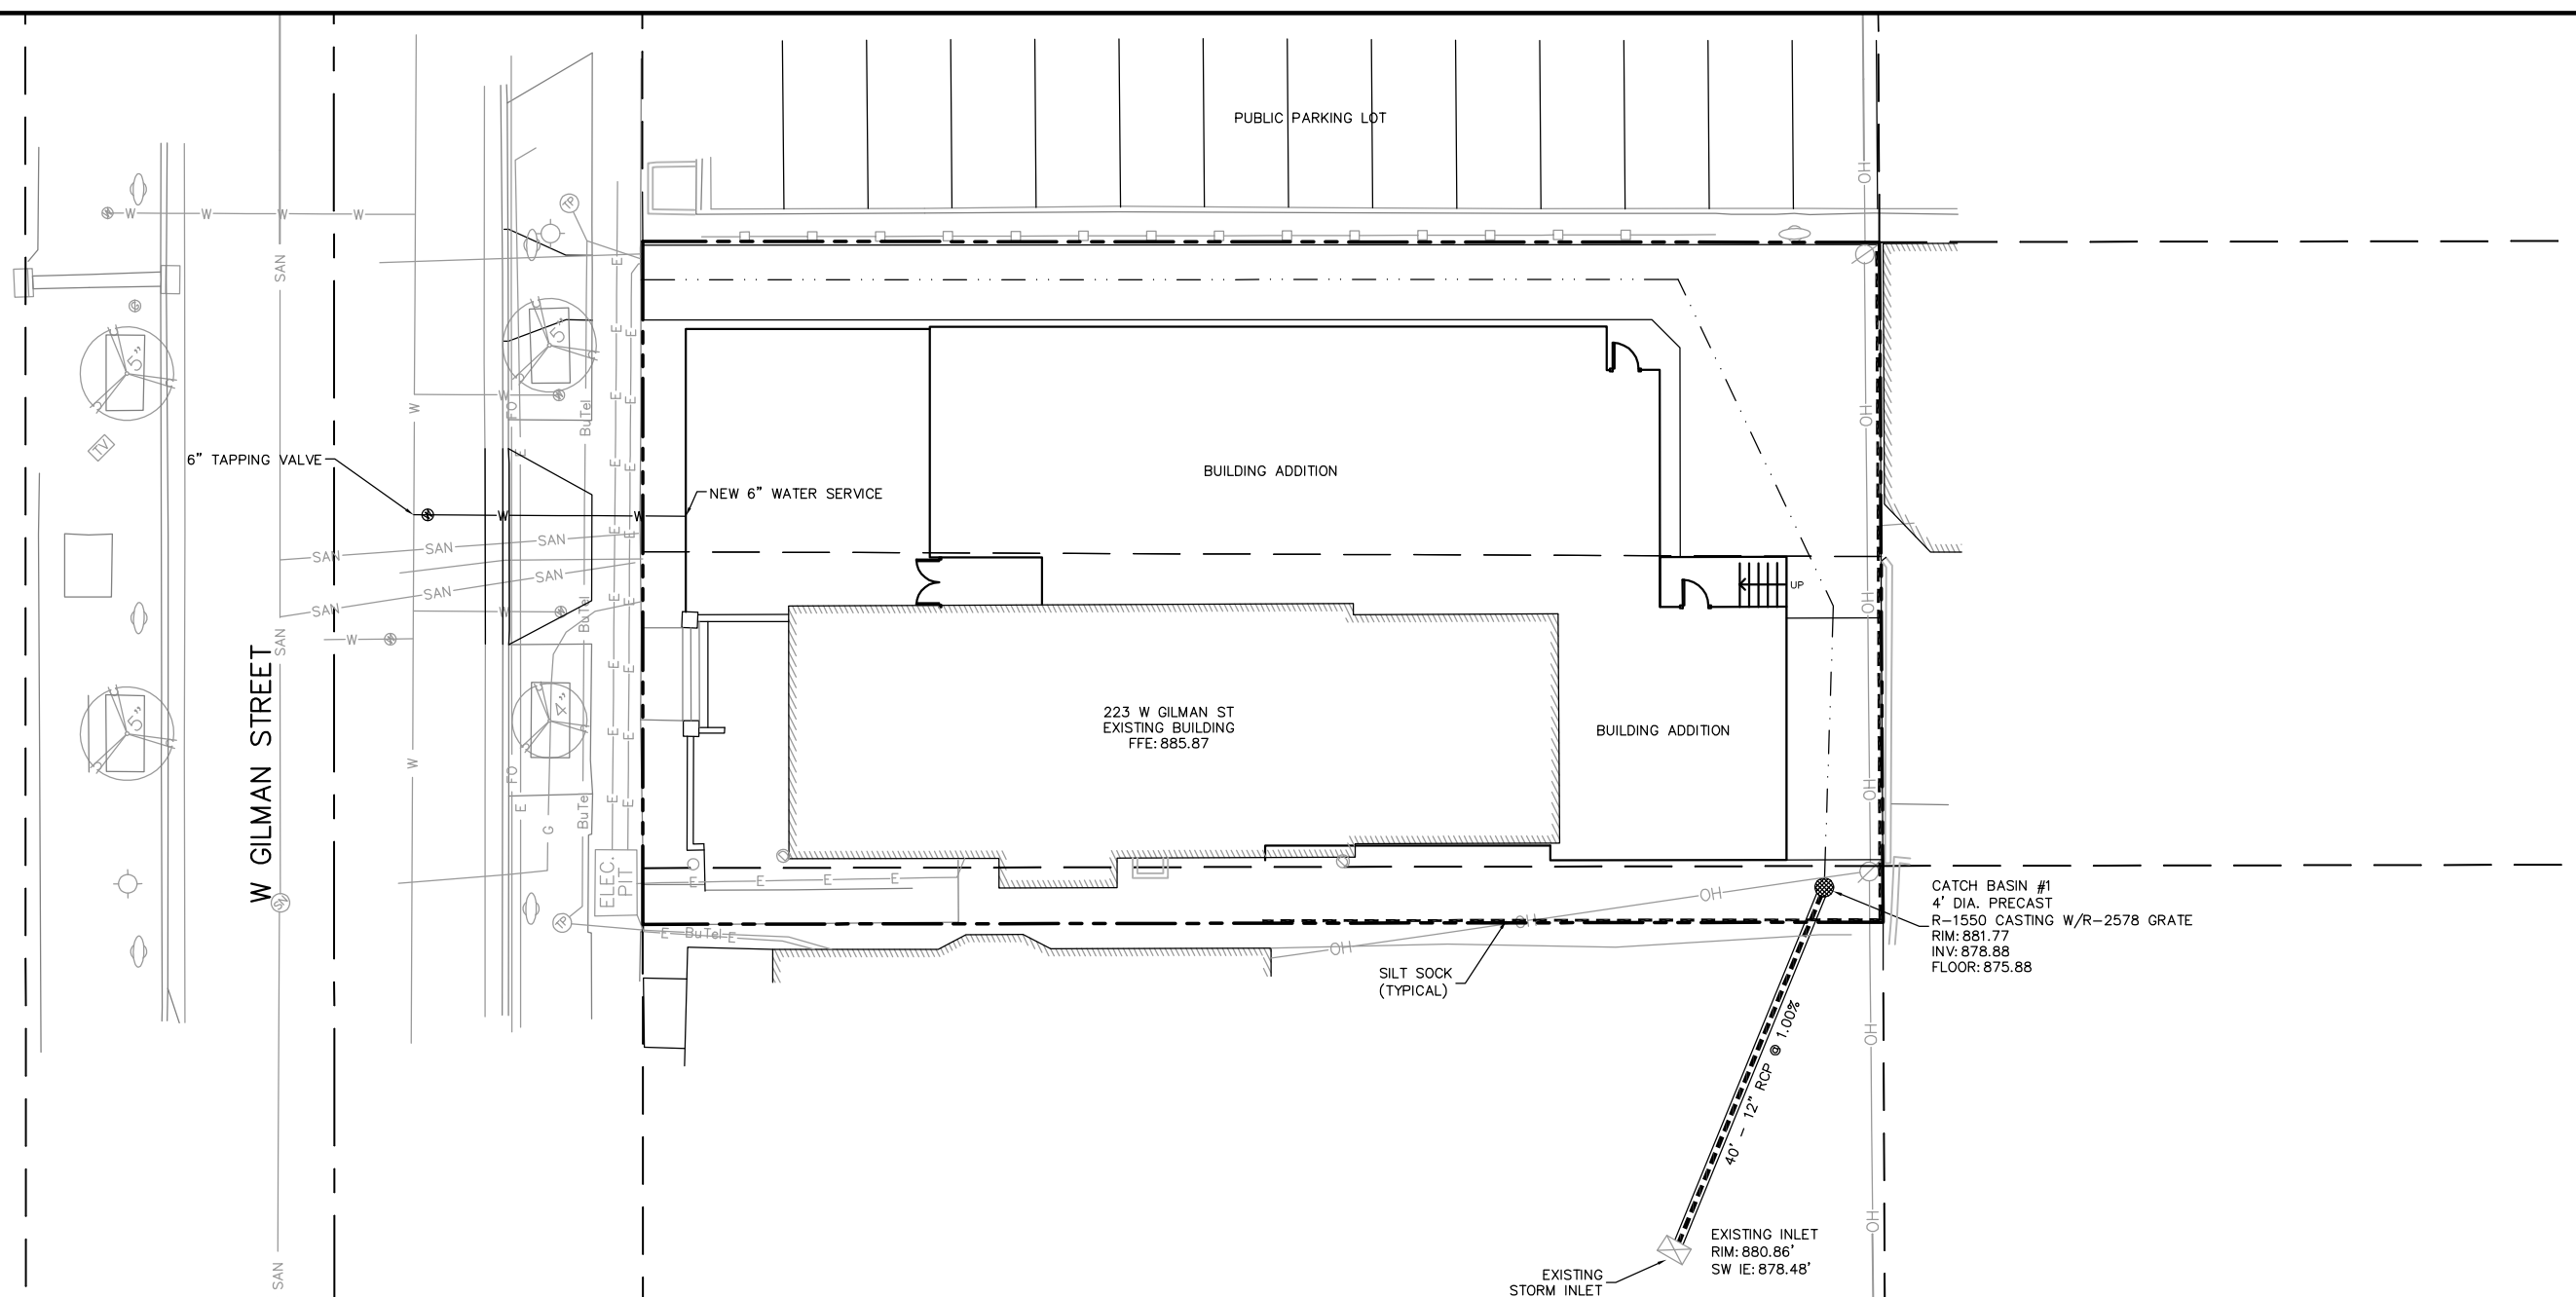 PUBLIC PARKING LOT
OH
W W W W
SAN
TP
E
E
5"
5"
W
FO
W
BuTel
E
E
OH
TV
E
6" TAPPING VALVE
NEW 6" WATER SERVICE
BUILDING ADDITION
W W
SAN SAN SAN
SAN SAN SAN
W
W
BuTel
UP
OH
SAN
W GILMAN STREET
5"
4"
223 W GILMAN ST
EXISTING BUILDING
FFE: 885.87
BUILDING ADDITION
W
FO
E
G
BuTe
OH
ELEC.
PIT
E E E E
SN
TP
E BuTel E
OH OH OH
CATCH BASIN #1
4' DIA. PRECAST
R-1550 CASTING W/R-2578 GRATE
RIM: 881.77
INV: 878.88
FLOOR: 875.88
SILT SOCK
(TYPICAL)
40' - 12" RCP @ 1.00%
OH
OH
SAN
EXISTING INLET
RIM: 880.86'
SW IE: 878.48'
EXISTING
STORM INLET